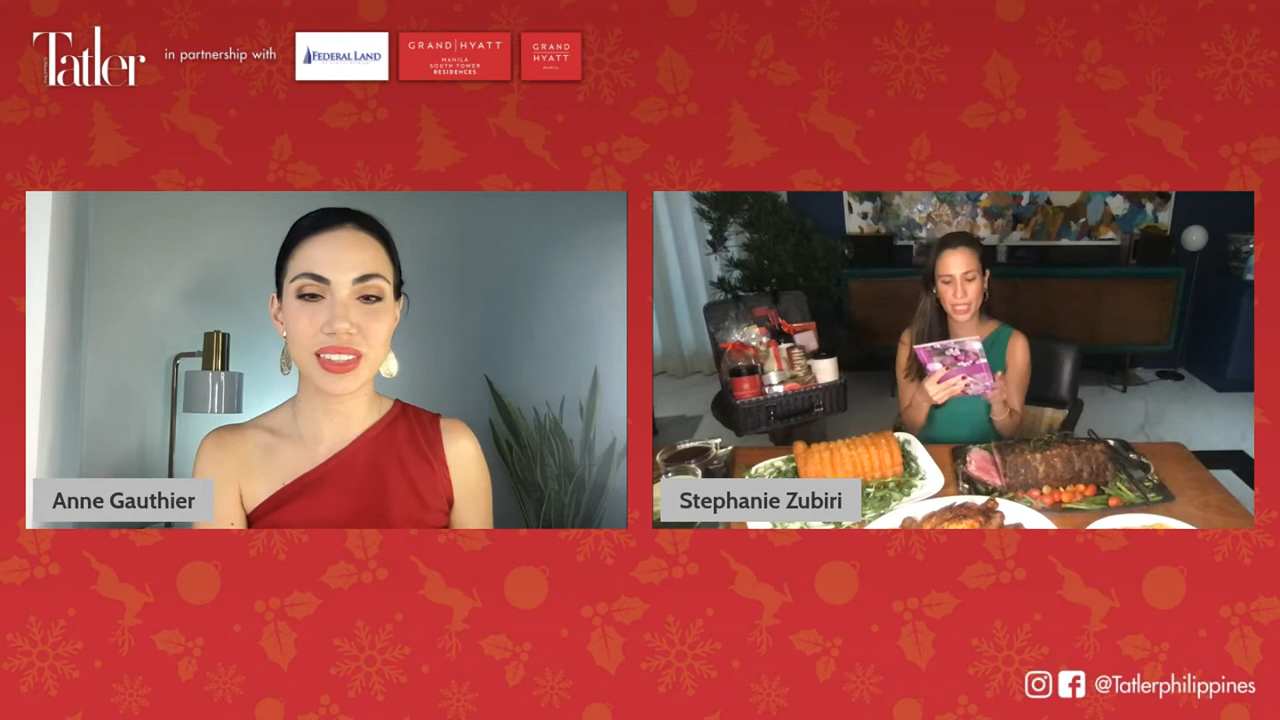 Tatler
in partnership with
FEDERAL LAND
GRAND HYATT
MANILA
SOUTH TOWER
RESIDENCES
GRAND
HYATT
MANILA
Anne Gauthier
Stephanie Zubiri
@Tatlerphilippines